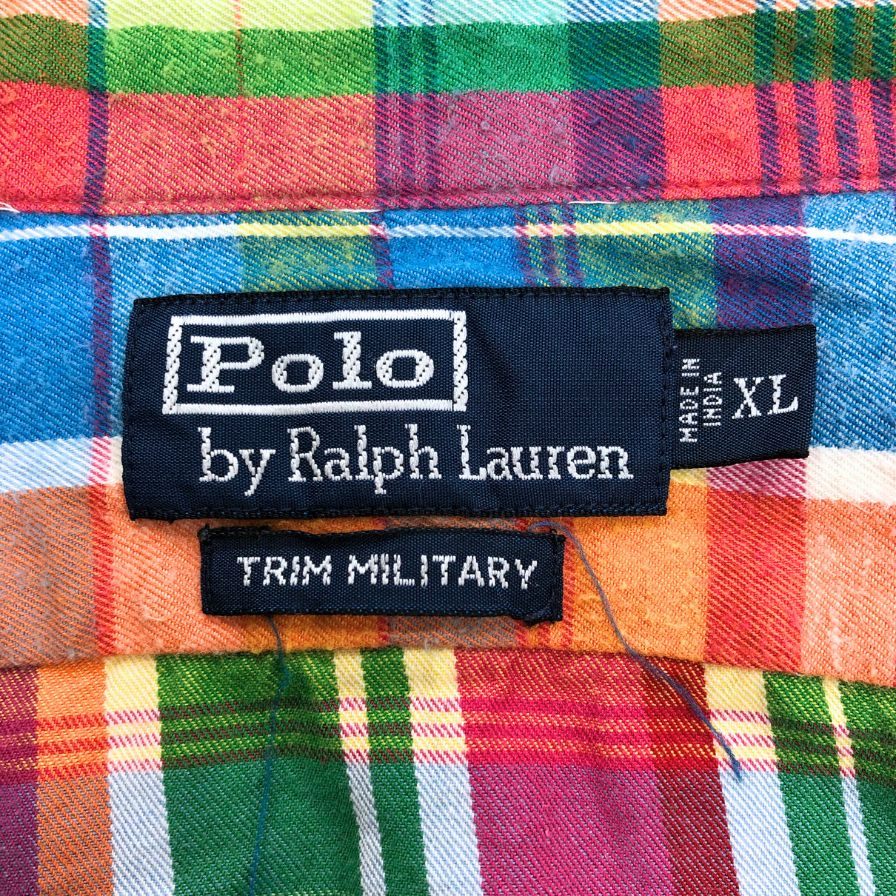 Polo
by Ralph Lauren
MADE IN
INDIA
XL
TRIM MILITARY